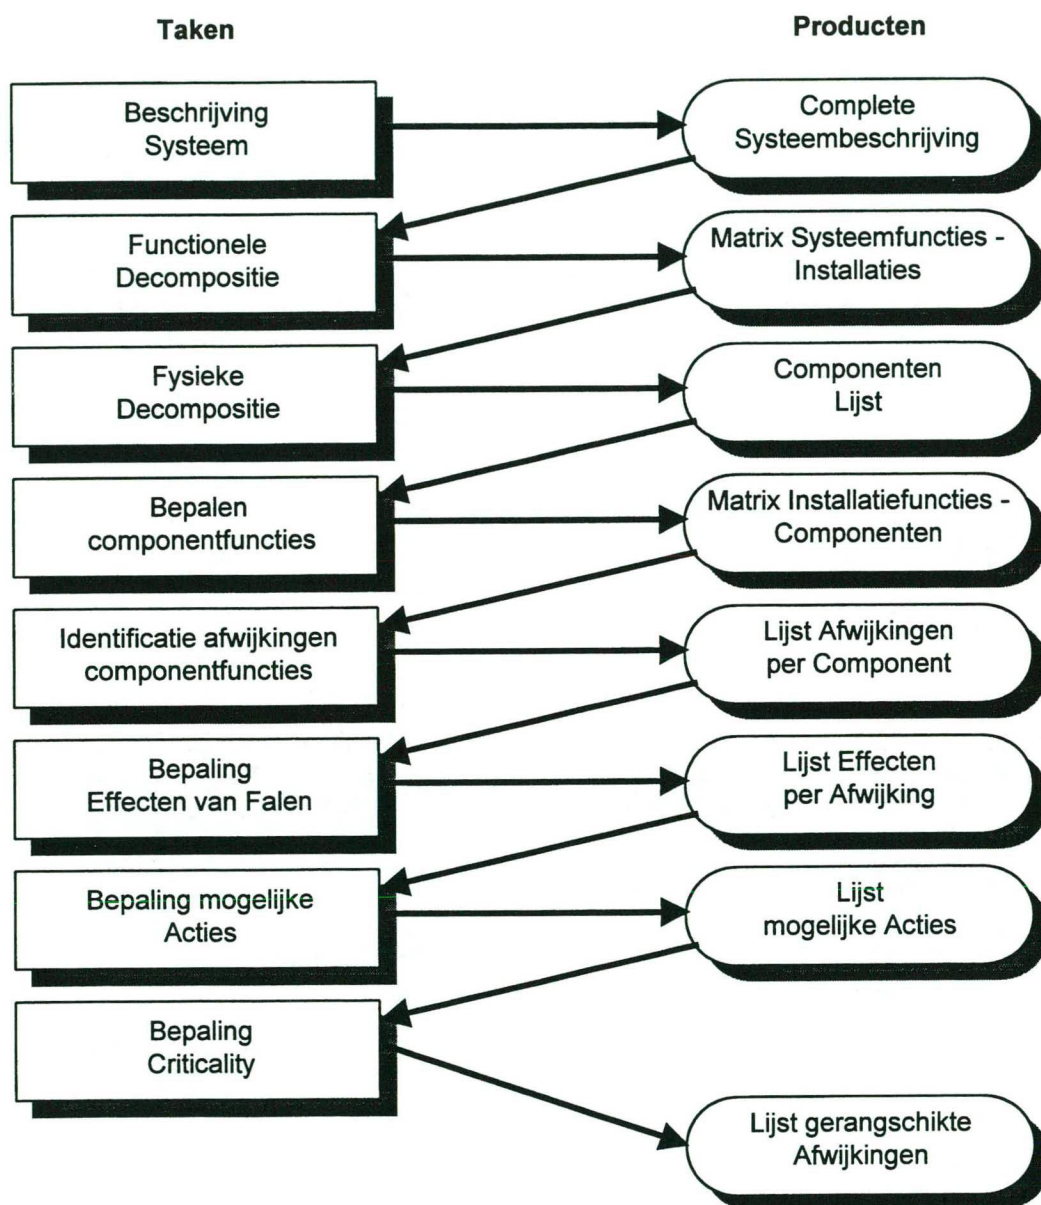 Taken
Producten
Beschrijving
Systeem
Complete
Systeembeschrijving
Functionele
Decompositie
Matrix Systeemfuncties -
Installaties
Fysieke
Decompositie
Componenten
Lijst
Bepalen
componentfuncties
Matrix Installatiefuncties -
Componenten
Identificatie afwijkingen
componentfuncties
Lijst Afwijkingen
per Component
Bepaling
Effecten van Falen
Lijst Effecten
per Afwijking
Bepaling mogelijke
Acties
Lijst
mogelijke Acties
Bepaling
Criticality
Lijst gerangschikte
Afwijkingen